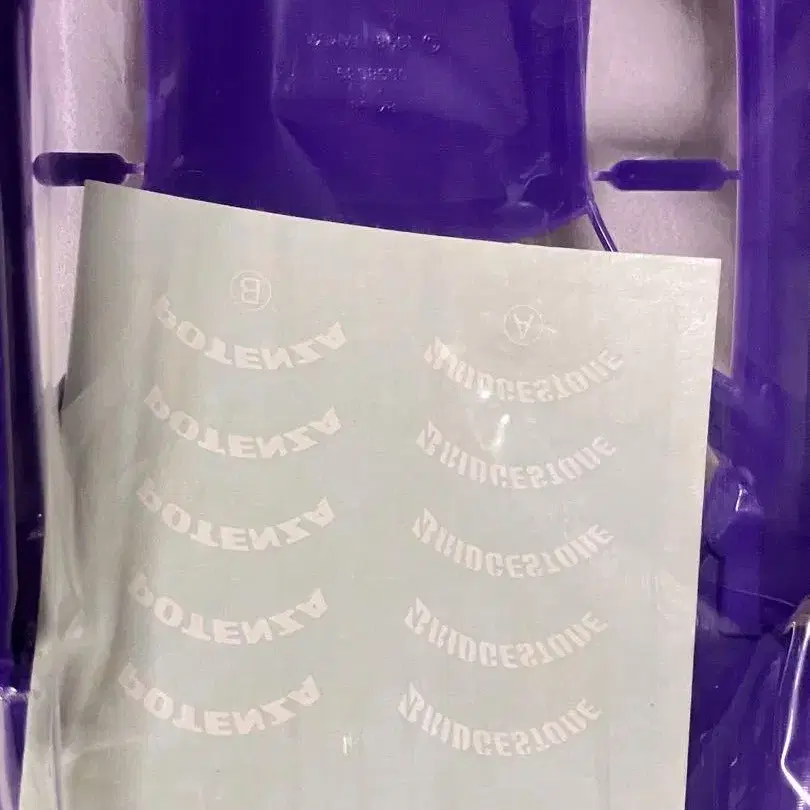 Ⓑ
POTENZA
POTENZA
POTENZA
POTENZA
POTENZA
Ⓐ
BRIDGESTONE
BRIDGESTONE
BRIDGESTONE
BRIDGESTONE
BRIDGESTONE